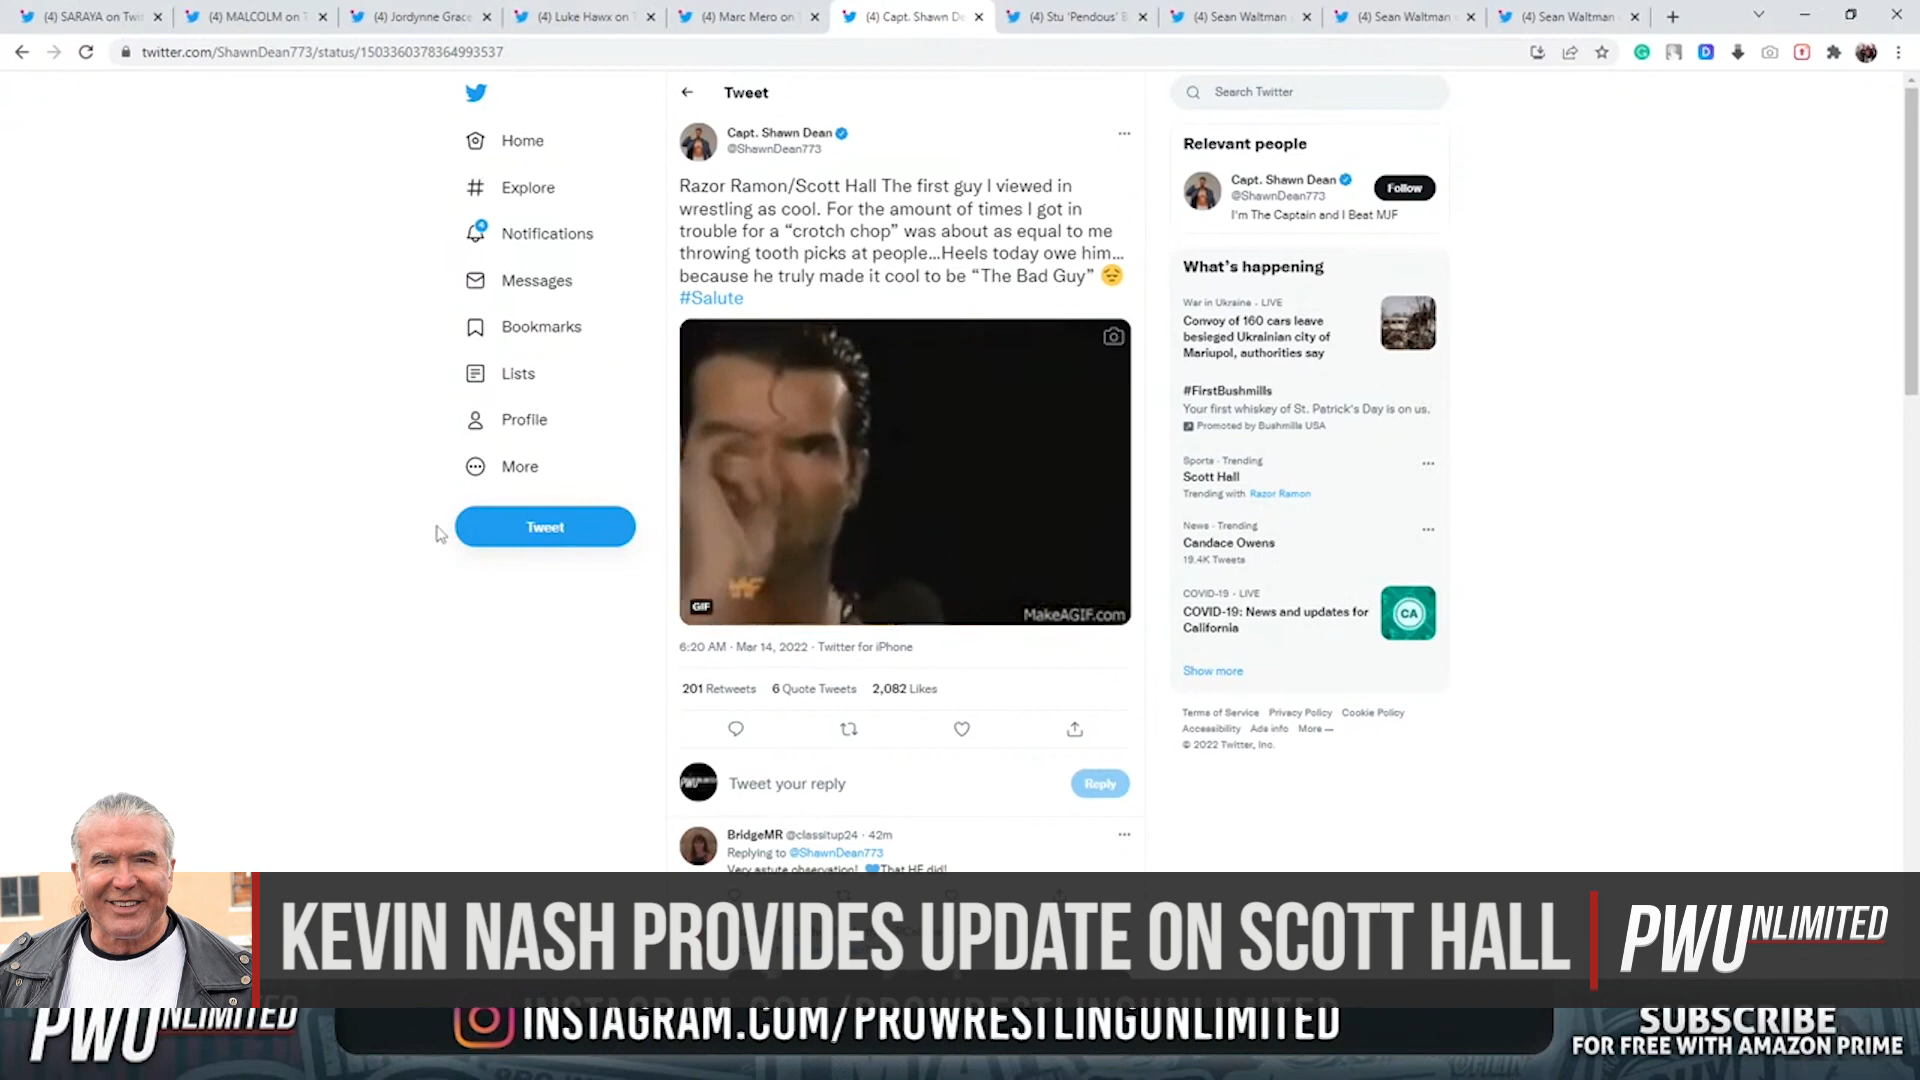 (4) SARAYA on Twi
(4) MALCOLM on T
(4) Jordynne Grace
(4) Luke Hawx on T
(4) Marc Mero on
(4) Capt. Shawn De
(4) Stu 'Pendous'
(4) Sean Waltman
(4) Sean Waltman
(4) Sean Waltman
twitter.com/ShawnDean773/status/1503360378364993537
Home
Explore
4
Notifications
Messages
Bookmarks
Lists
Profile
More
Tweet
Tweet
Capt. Shawn Dean
@ShawnDean773
Razor Ramon/Scott Hall The first guy I viewed in
wrestling as cool. For the amount of times I got in
trouble for a “crotch chop” was about as equal to me
throwing tooth picks at people...Heels today owe him...
because he truly made it cool to be “The Bad Guy” 😔
#Salute
GIF
MakeAGIF.com
6:20 AM · Mar 14, 2022 · Twitter for iPhone
201 Retweets 6 Quote Tweets 2,082 Likes
Tweet your reply
Reply
BridgeMR @classitup24 · 42m
Replying to @ShawnDean773
Very astute observation! 💙That HE did!
Search Twitter
Relevant people
Capt. Shawn Dean
@ShawnDean773
Follow
I'm The Captain and I Beat MJF
What's happening
War in Ukraine · LIVE
Convoy of 160 cars leave
besieged Ukrainian city of
Mariupol, authorities say
#FirstBushmills
Your first whiskey of St. Patrick's Day is on us.
Promoted by Bushmills USA
Sports · Trending
Scott Hall
Trending with Razor Ramon
News · Trending
Candace Owens
19.4K Tweets
COVID-19 · LIVE
COVID-19: News and updates for
California
CA
Show more
Terms of Service Privacy Policy Cookie Policy
Accessibility Ads info More ...
© 2022 Twitter, Inc.
KEVIN NASH PROVIDES UPDATE ON SCOTT HALL
PWUNLIMITED
PWUNLIMITED
INSTAGRAM.COM/PROWRESTLINGUNLIMITED
SUBSCRIBE
FOR FREE WITH AMAZON PRIME